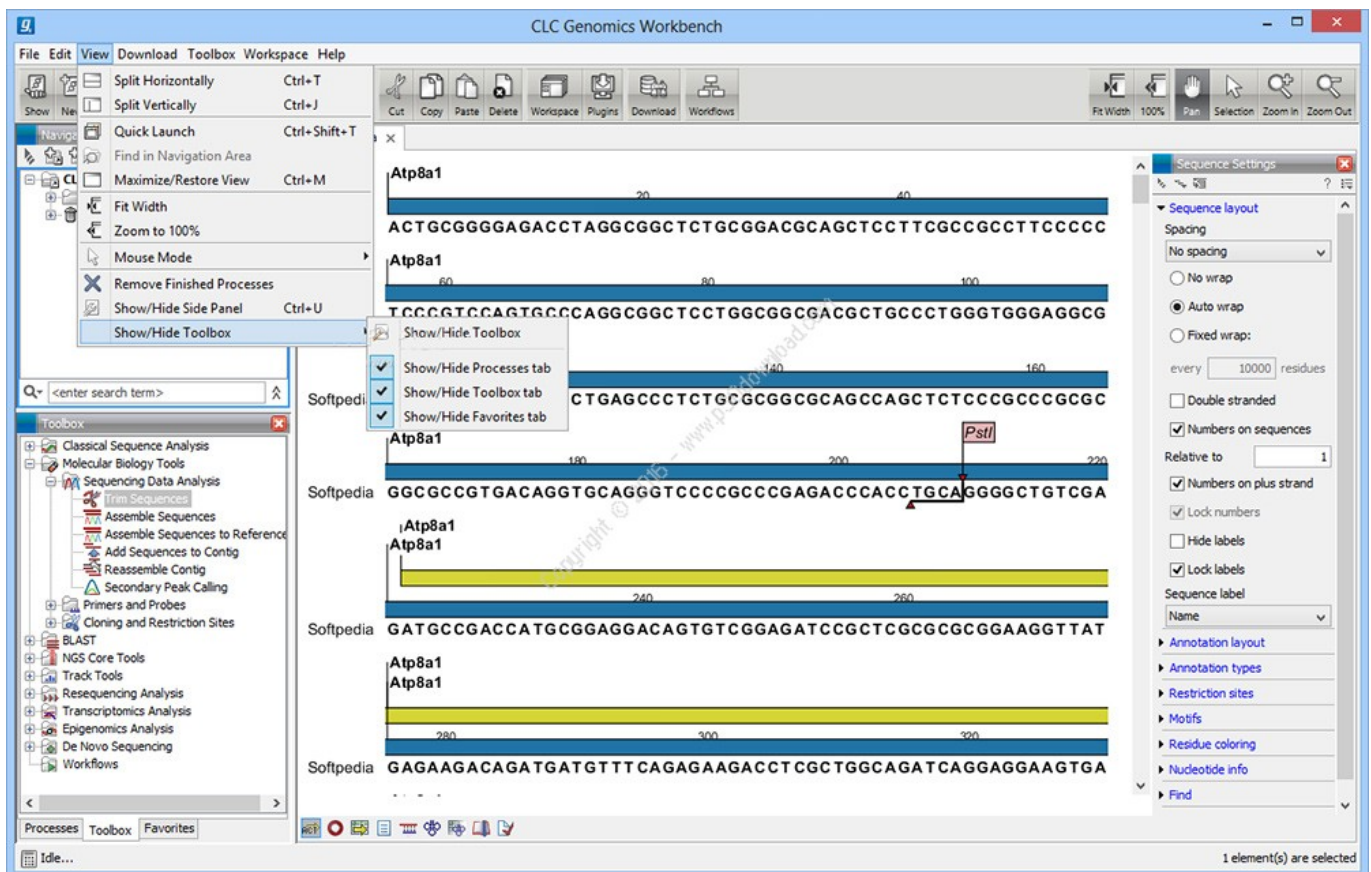 CLC Genomics Workbench
File Edit View Download Toolbox Workspace Help
Split Horizontally Ctrl+T
Split Vertically Ctrl+J
Quick Launch Ctrl+Shift+T
Find in Navigation Area
Maximize/Restore View Ctrl+M
Fit Width
Zoom to 100%
Mouse Mode
Remove Finished Processes
Show/Hide Side Panel Ctrl+U
Show/Hide Toolbox
Show/Hide Toolbox
Show/Hide Processes tab
Show/Hide Toolbox tab
Show/Hide Favorites tab
Show
Cut Copy Paste Delete Workspace Plugins Download Workflows
Fit Width 100% Pan Selection Zoom In Zoom Out
<enter search term>
Toolbox
Classical Sequence Analysis
Molecular Biology Tools
Sequencing Data Analysis
Trim Sequences
Assemble Sequences
Assemble Sequences to Reference
Add Sequences to Contig
Reassemble Contig
Secondary Peak Calling
Primers and Probes
Cloning and Restriction Sites
BLAST
NGS Core Tools
Track Tools
Resequencing Analysis
Transcriptomics Analysis
Epigenomics Analysis
De Novo Sequencing
Workflows
Processes Toolbox Favorites
Idle...
Atp8a1
20 40
ACTGCGGGGAGACCTAGGCGGCTCTGCGGACGCAGCTCCTTCGCCGCCTTCCCCC
Atp8a1
60 80 100
TCCCGTCCAGTGCCCAGGCGGCTCCTGGCGGCGACGCTGCCCTGGGTGGGAGGCG
140 160
CTGAGCCCTCTGCGCGGCGCAGCCAGCTCTCCCGCCCGCGC
Atp8a1
PstI
180 200 220
Softpedia GGCGCCGTGACAGGTGCAGGGTCCCCGCCCGAGACCCACCTGCAGGGGCTGTCGA
Atp8a1
Atp8a1
240 260
Softpedia GATGCCGACCATGCGGAGGACAGTGTCGGAGATCCGCTCGCGCGCGGAAGGTTAT
Atp8a1
Atp8a1
280 300 320
Softpedia GAGAAGACAGATGATGTTTCAGAGAAGACCTCGCTGGCAGATCAGGAGGAAGTGA
Copyright © 2016 - www.p30download.com
Sequence Settings
Sequence layout
Spacing
No spacing
No wrap
Auto wrap
Fixed wrap:
every 10000 residues
Double stranded
Numbers on sequences
Relative to 1
Numbers on plus strand
Lock numbers
Hide labels
Lock labels
Sequence label
Name
Annotation layout
Annotation types
Restriction sites
Motifs
Residue coloring
Nucleotide info
Find
1 element(s) are selected